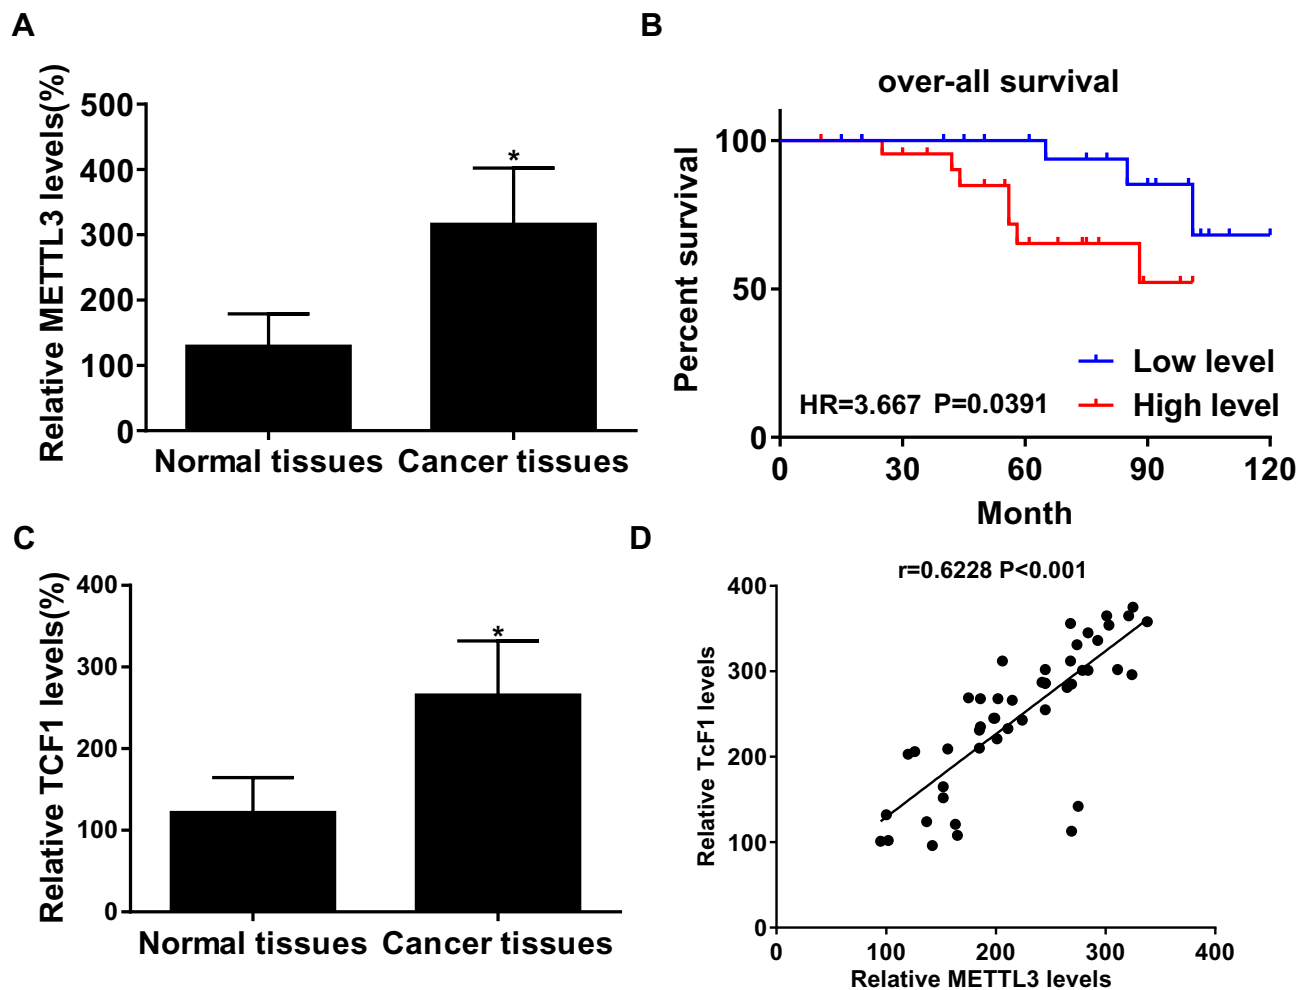 A
Relative METTL3 levels(%)
500
400
300
200
100
0
*
Normal tissues
Cancer tissues
B
over-all survival
Percent survival
100
50
0
HR=3.667 P=0.0391
Low level
High level
0
30
60
90
120
Month
C
Relative TCF1 levels(%)
400
300
200
100
0
*
Normal tissues
Cancer tissues
D
r=0.6228 P<0.001
Relative TcF1 levels
400
300
200
100
0
0
100
200
300
400
Relative METTL3 levels